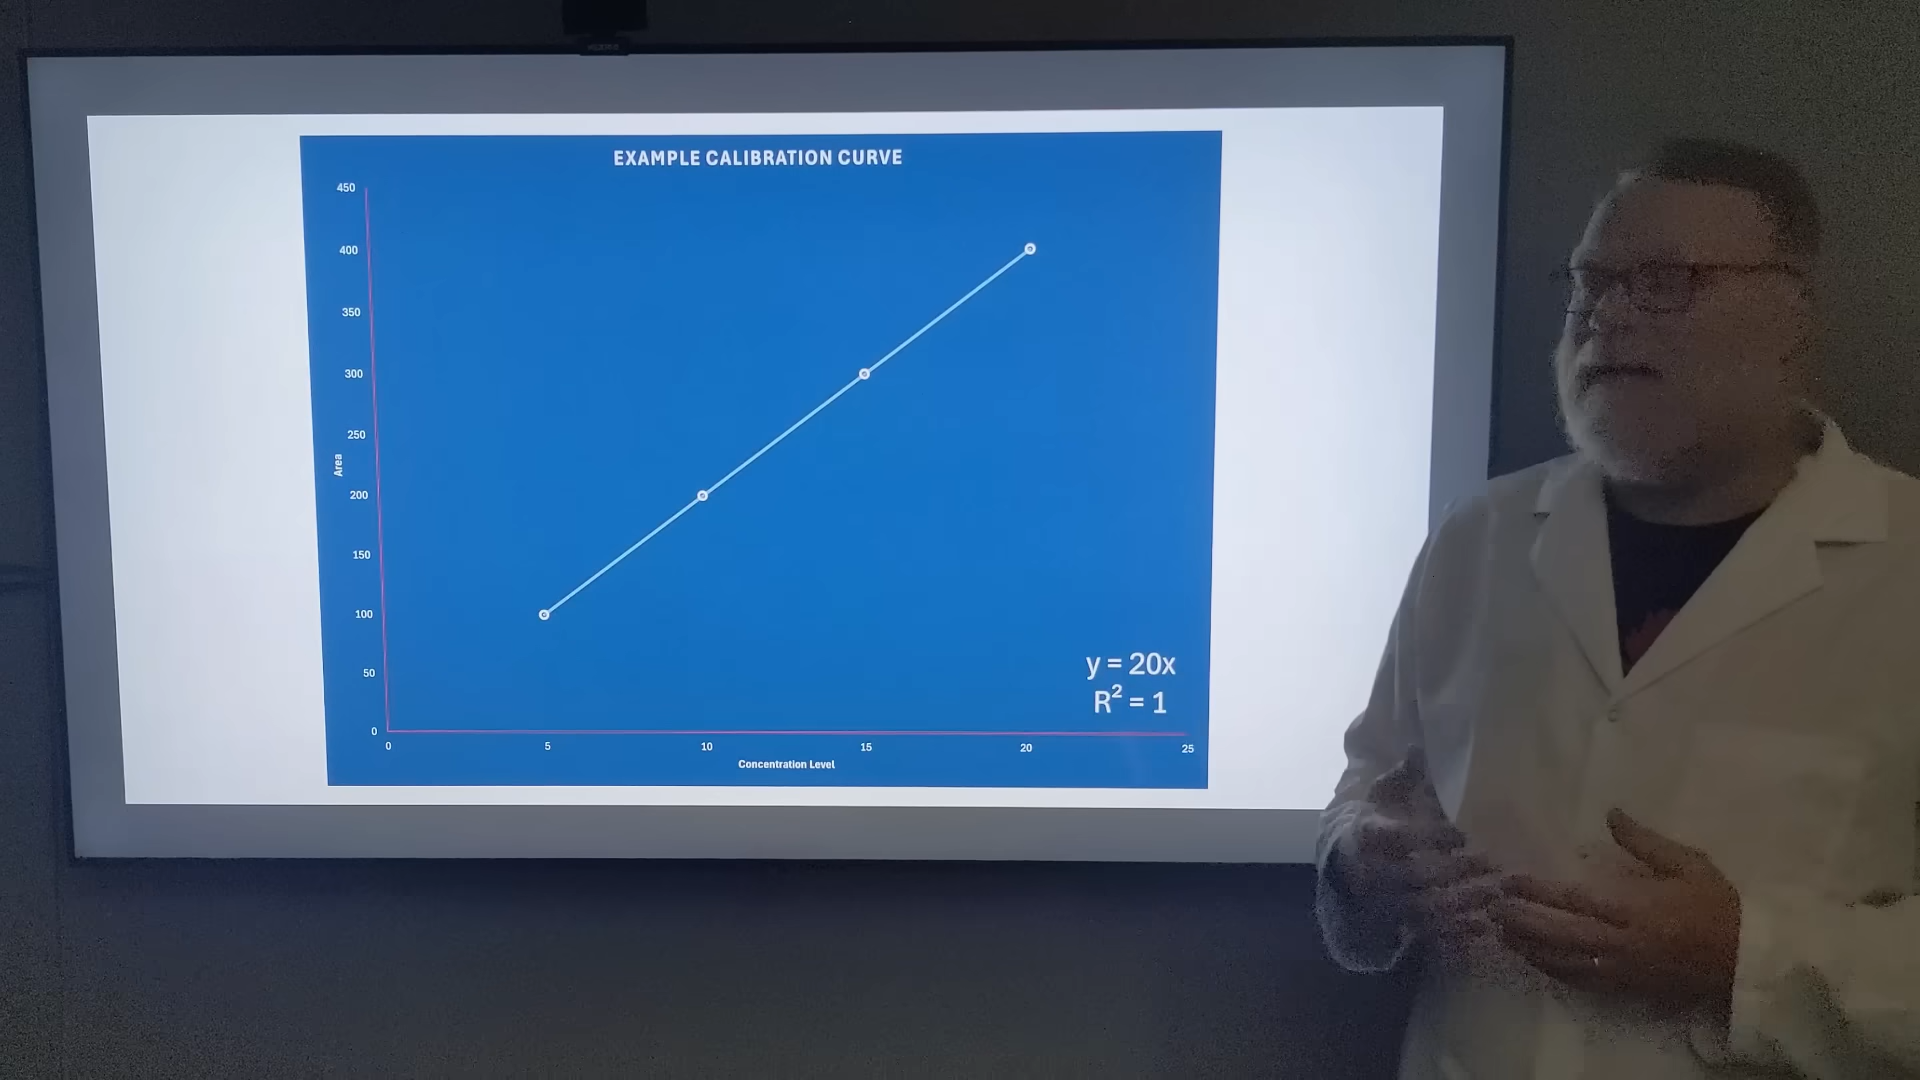 EXAMPLE CALIBRATION CURVE
450
400
350
300
250
200
150
100
50
0
Area
0 5 10 15 20 25
Concentration Level
y = 20x
R² = 1